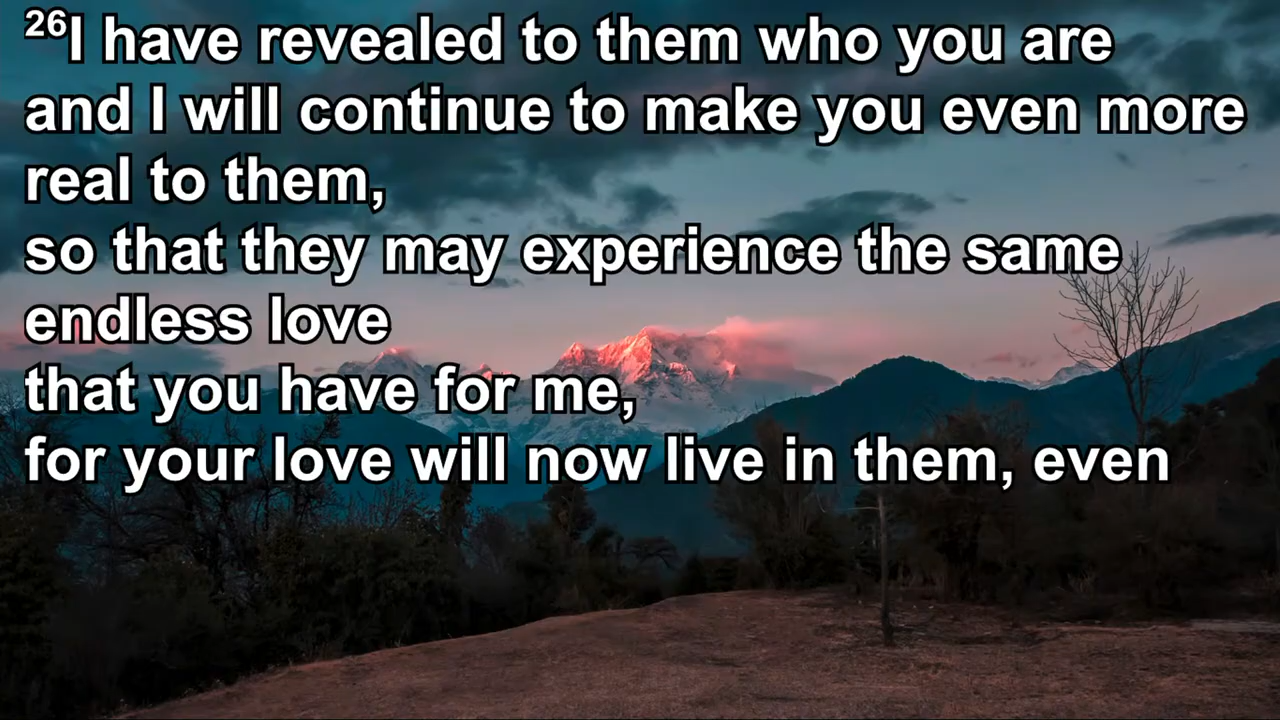 ²⁶I have revealed to them who you are
and I will continue to make you even more
real to them,
so that they may experience the same
endless love
that you have for me,
for your love will now live in them, even